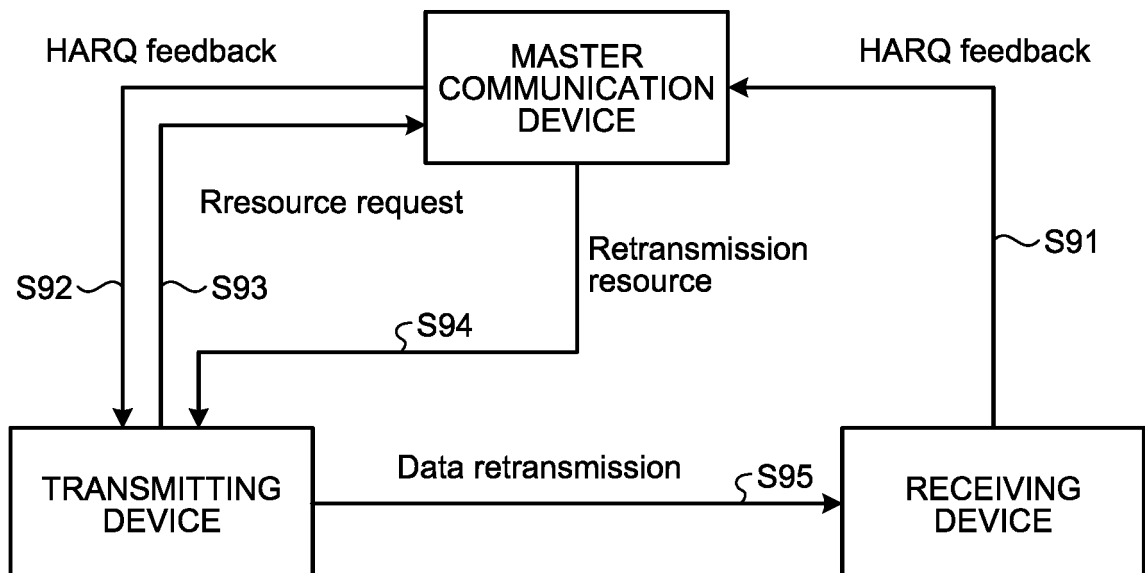 HARQ feedback
MASTER
COMMUNICATION
DEVICE
HARQ feedback
Rresource request
Retransmission
resource
S91
S92
S93
S94
TRANSMITTING
DEVICE
Data retransmission
S95
RECEIVING
DEVICE